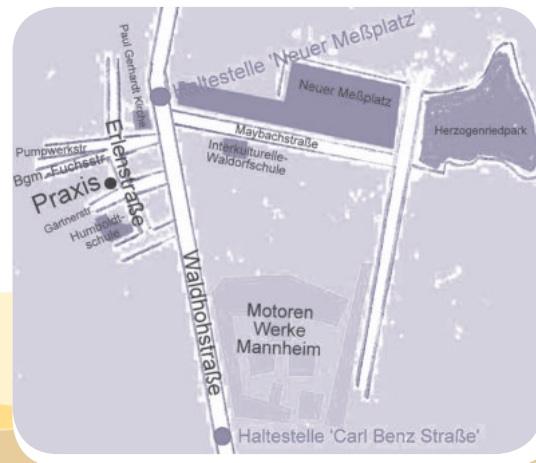 Paul Gerhardt Kirche
Haltestelle 'Neuer Meßplatz'
Neuer Meßplatz
Herzogenriedpark
Maybachstraße
Interkulturelle-
Waldorfschule
Pumpwerkstr
Bgm.-Fuchsstr
Erlenstraße
Praxis
Gärtnerstr
Humboldt-
schule
Waldhohstraße
Motoren
Werke
Mannheim
Haltestelle 'Carl Benz Straße'